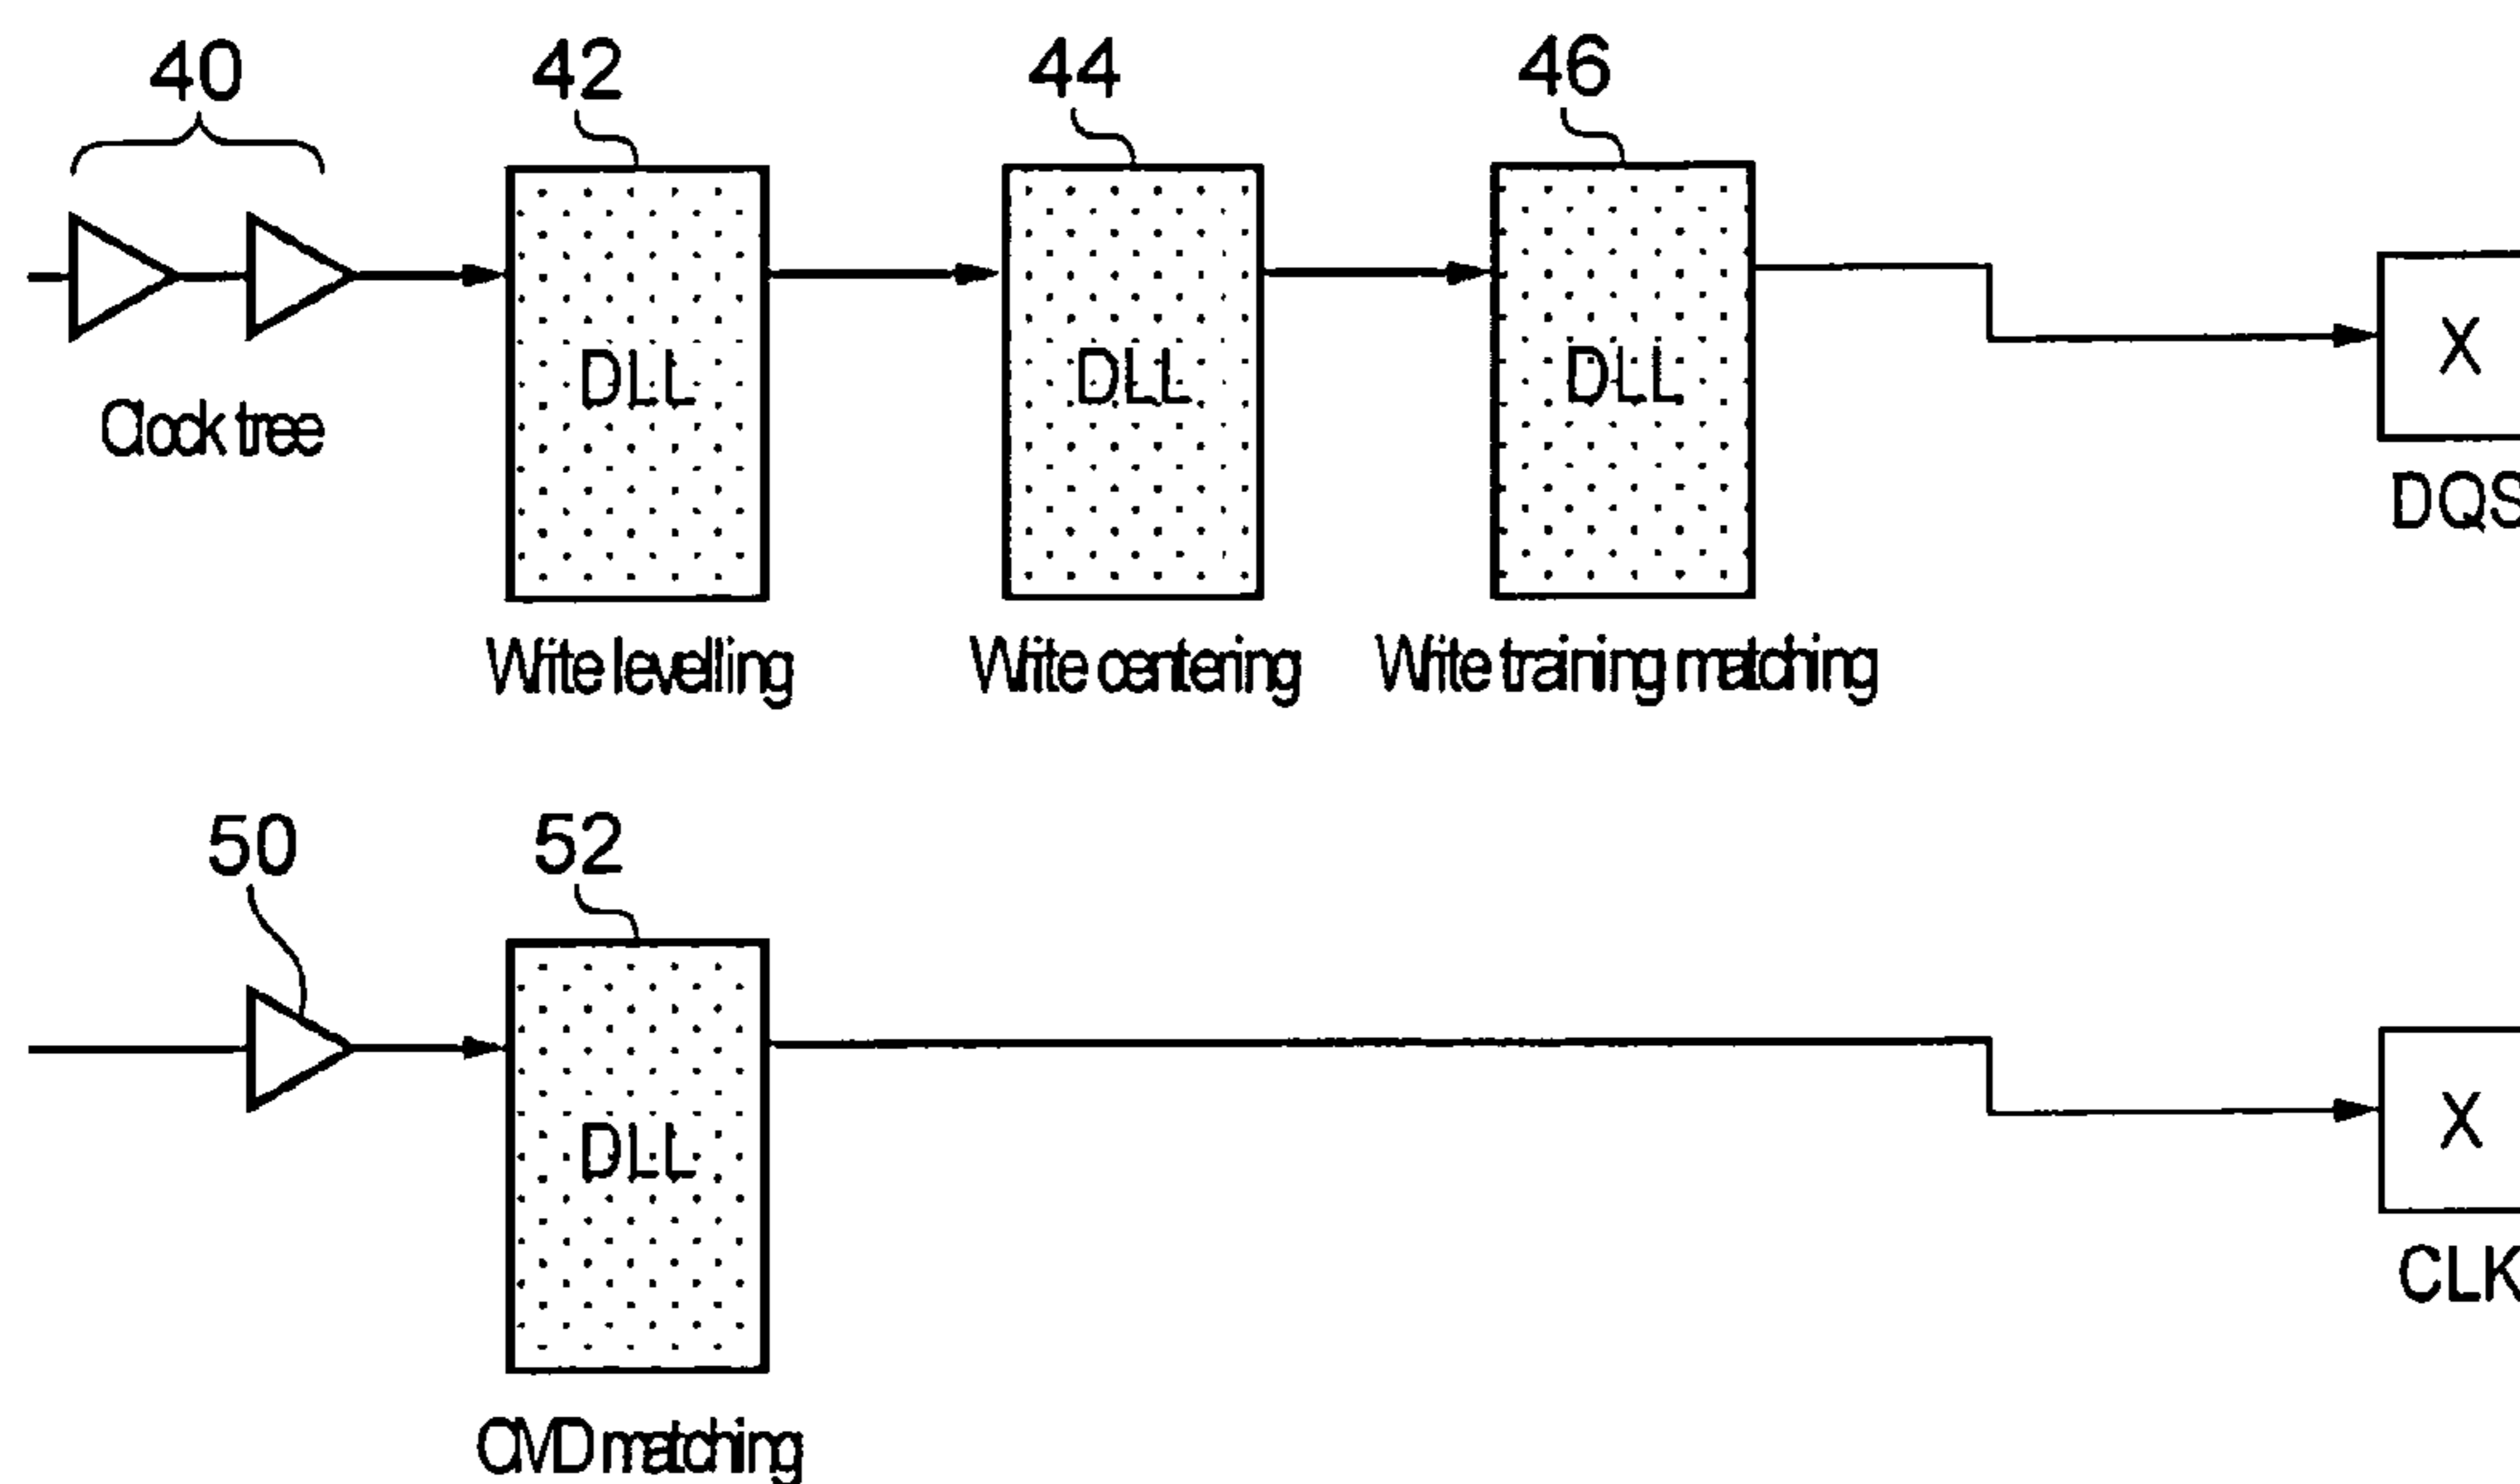 40
42
44
46
DLL
DLL
DLL
X
Clock tree
DQS
Write levelling
Write centering
Write training matching
50
52
DLL
X
CLK
CMD matching